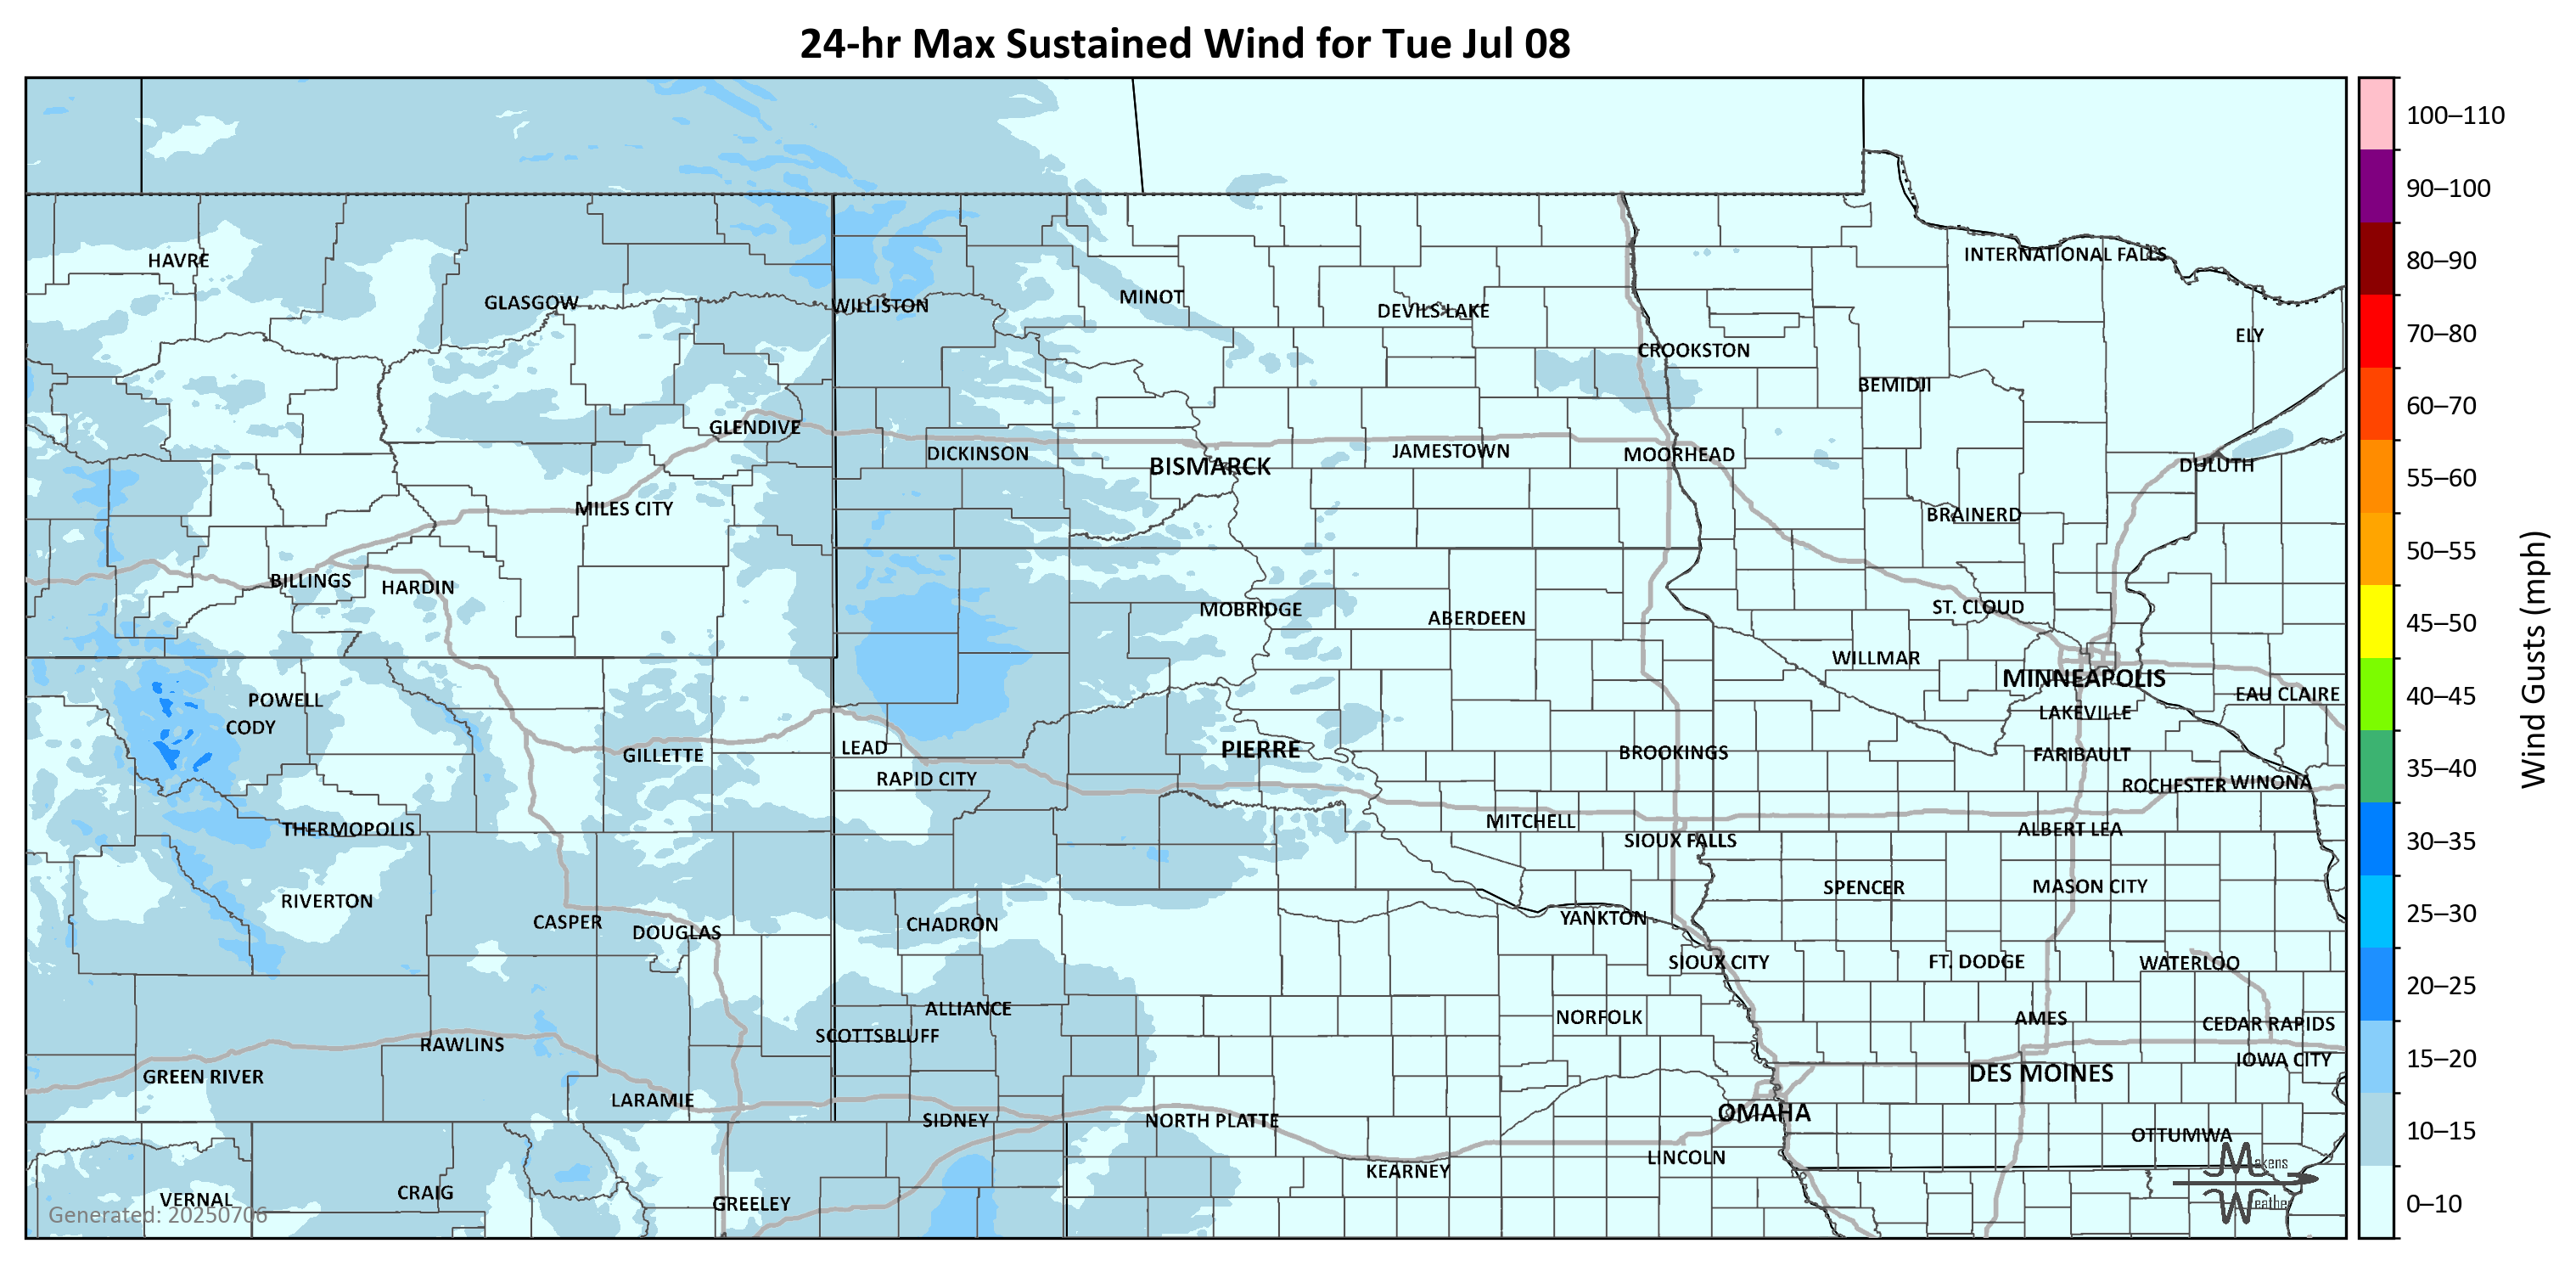 24-hr Max Sustained Wind for Tue Jul 08
100–110
90–100
80–90
70–80
60–70
55–60
50–55
45–50
40–45
35–40
30–35
25–30
20–25
15–20
10–15
0–10
Wind Gusts (mph)
INTERNATIONAL FALLS
HAVRE
MINOT
GLASGOW
WILLISTON
DEVILS LAKE
ELY
CROOKSTON
BEMIDJI
GLENDIVE
DICKINSON
JAMESTOWN
MOORHEAD
BISMARCK
DULUTH
MILES CITY
BRAINERD
BILLINGS
HARDIN
MOBRIDGE
ST. CLOUD
ABERDEEN
WILLMAR
MINNEAPOLIS
EAU CLAIRE
POWELL
LAKEVILLE
CODY
LEAD
PIERRE
BROOKINGS
GILLETTE
FARIBAULT
RAPID CITY
ROCHESTER
WINONA
MITCHELL
THERMOPOLIS
ALBERT LEA
SIOUX FALLS
SPENCER
MASON CITY
RIVERTON
CASPER
YANKTON
CHADRON
DOUGLAS
SIOUX CITY
FT. DODGE
WATERLOO
ALLIANCE
NORFOLK
AMES
CEDAR RAPIDS
SCOTTSBLUFF
RAWLINS
IOWA CITY
GREEN RIVER
DES MOINES
LARAMIE
OMAHA
SIDNEY
NORTH PLATTE
OTTUMWA
LINCOLN
KEARNEY
CRAIG
VERNAL
GREELEY
Generated: 20250706
Makens
Weather